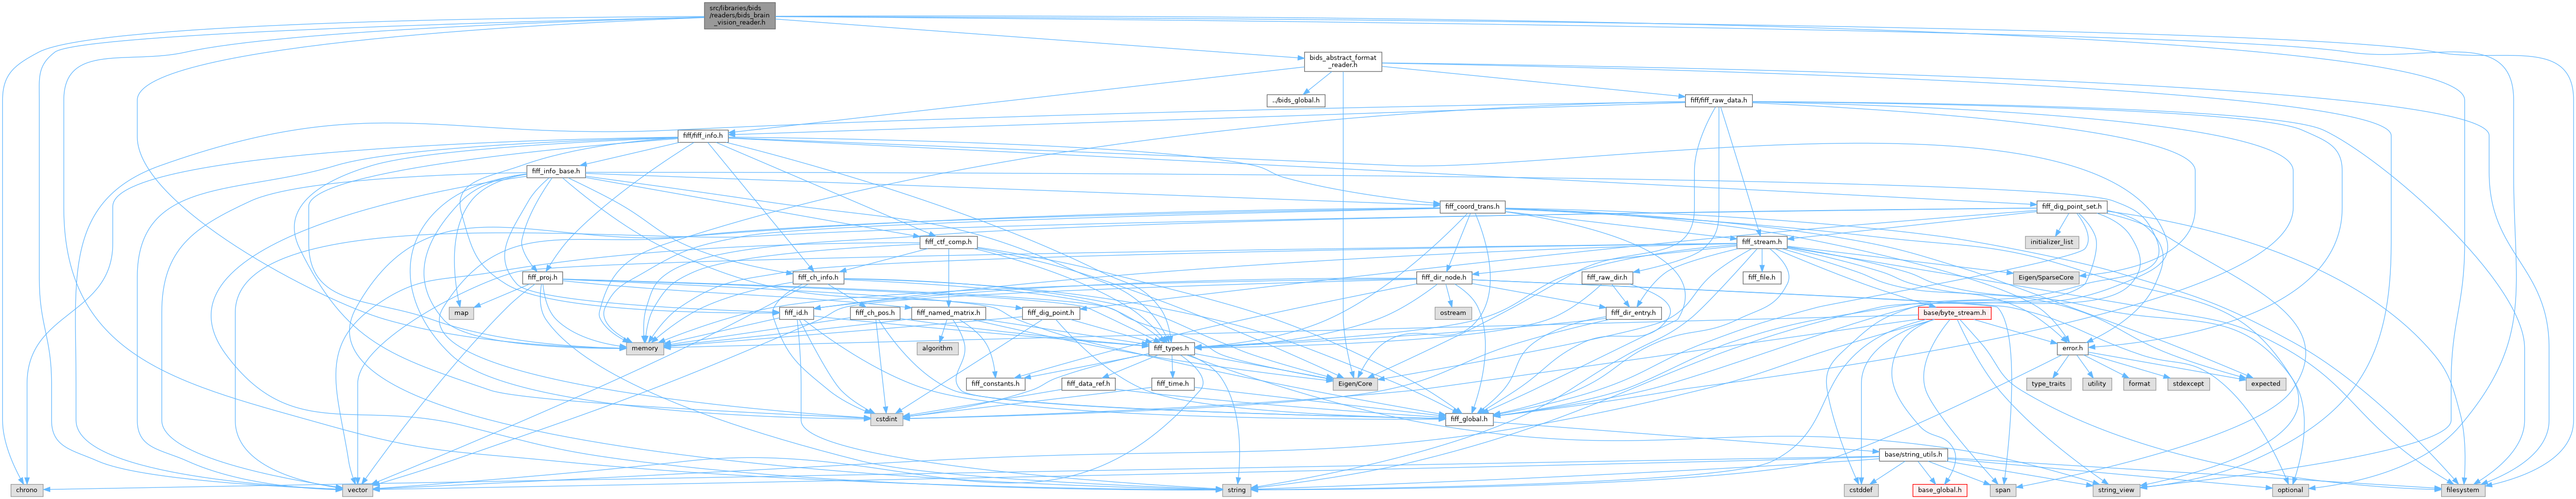 src/libraries/bids
/readers/bids_brain
_vision_reader.h
bids_abstract_format
_reader.h
../bids_global.h
fiff/fiff_raw_data.h
fiff/fiff_info.h
fiff_info_base.h
fiff_coord_trans.h
fiff_dig_point_set.h
fiff_ctf_comp.h
fiff_stream.h
initializer_list
fiff_proj.h
fiff_ch_info.h
fiff_dir_node.h
fiff_raw_dir.h
fiff_file.h
Eigen/SparseCore
map
fiff_id.h
fiff_ch_pos.h
fiff_named_matrix.h
fiff_dig_point.h
ostream
fiff_dir_entry.h
base/byte_stream.h
memory
algorithm
fiff_types.h
error.h
fiff_constants.h
fiff_data_ref.h
fiff_time.h
Eigen/Core
type_traits
utility
format
stdexcept
expected
cstdint
fiff_global.h
base/string_utils.h
chrono
vector
string
cstddef
base_global.h
span
string_view
optional
filesystem